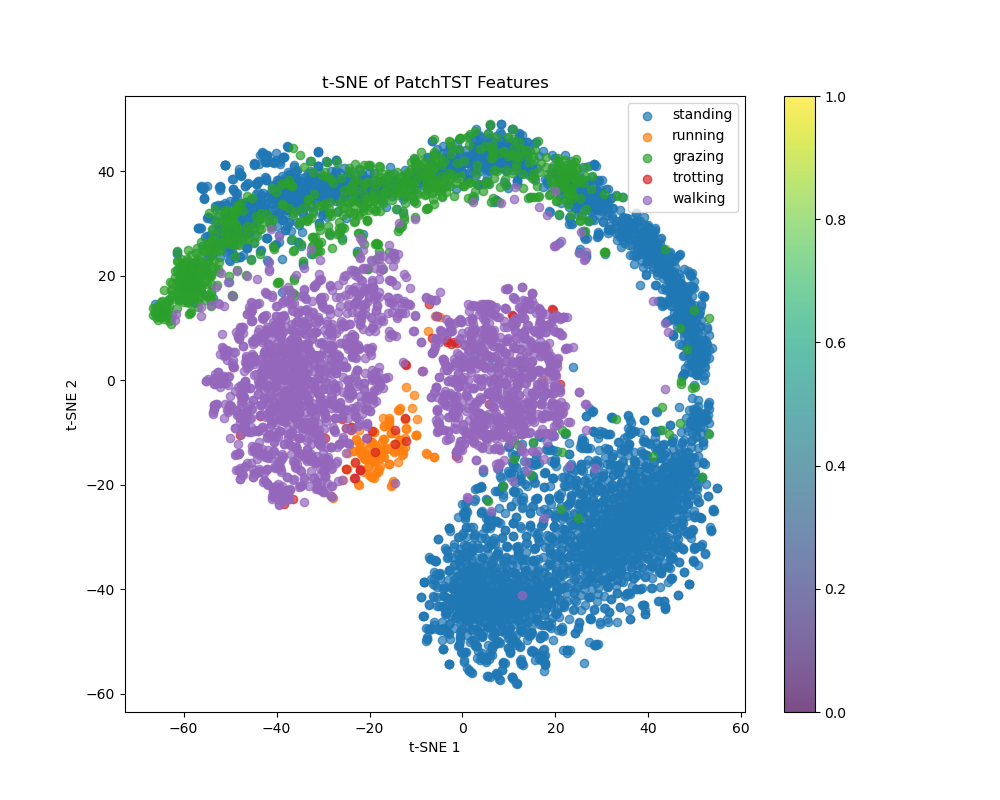 t-SNE of PatchTST Features
standing
running
grazing
trotting
walking
1.0
0.8
0.6
0.4
0.2
0.0
40
20
0
−20
−40
−60
t-SNE 2
−60 −40 −20 0 20 40 60
t-SNE 1